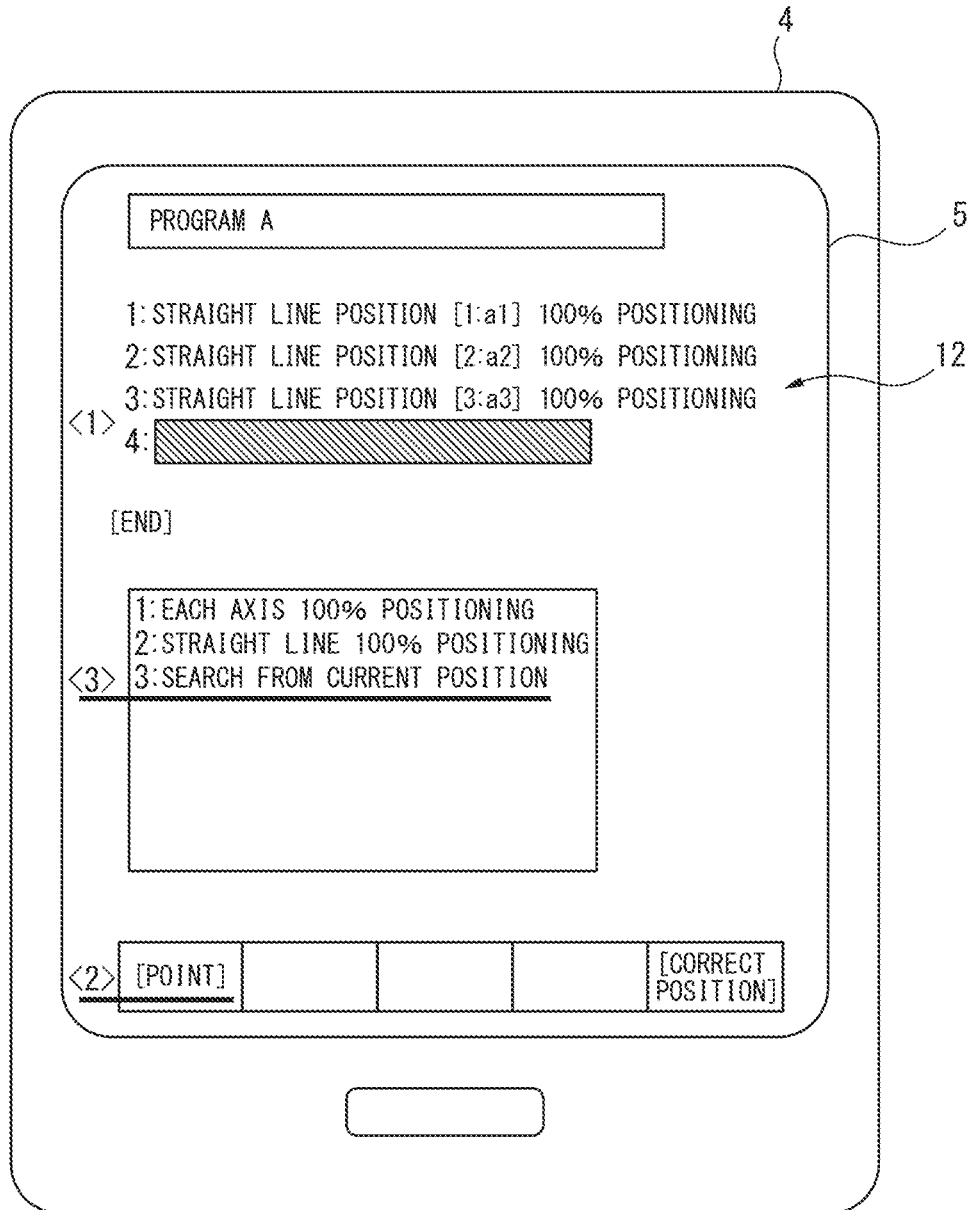 4
5
PROGRAM A
1:STRAIGHT LINE POSITION [1:a1] 100% POSITIONING
2:STRAIGHT LINE POSITION [2:a2] 100% POSITIONING
12
3:STRAIGHT LINE POSITION [3:a3] 100% POSITIONING
<1> 4:
[END]
1:EACH AXIS 100% POSITIONING
2:STRAIGHT LINE 100% POSITIONING
<3> 3:SEARCH FROM CURRENT POSITION
<2> [POINT]
[CORRECT
POSITION]